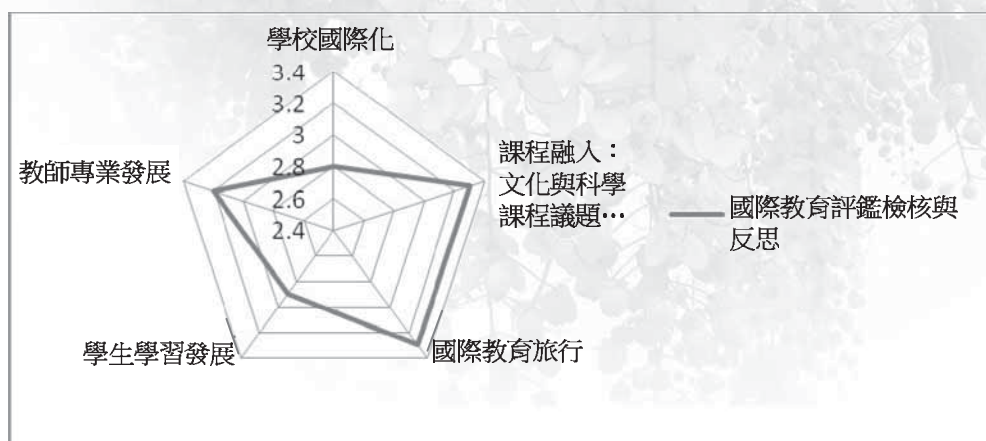 學校國際化
3.4
3.2
3
2.8
2.6
2.4
課程融入：
文化與科學
課程議題…
國際教育旅行
學生學習發展
教師專業發展
國際教育評鑑檢核與
反思